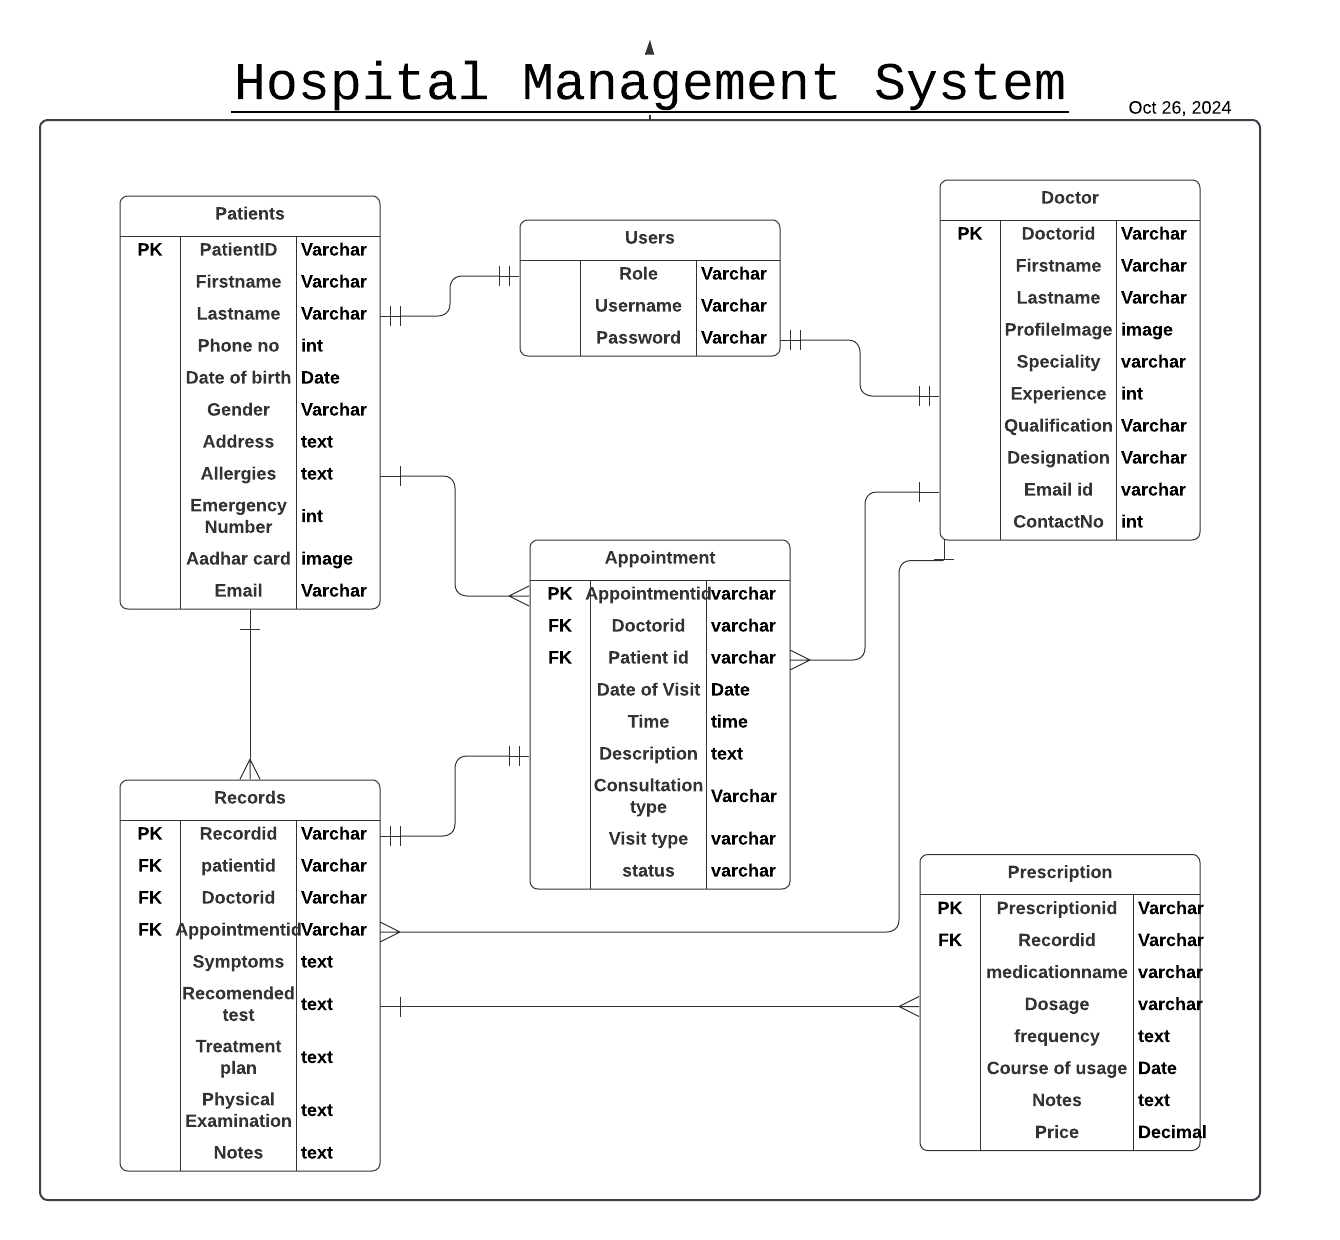 Hospital Management System
Oct 26, 2024
Patients
PK PatientID Varchar
Firstname Varchar
Lastname Varchar
Phone no int
Date of birth Date
Gender Varchar
Address text
Allergies text
Emergency
Number int
Aadhar card image
Email Varchar
Users
Role Varchar
Username Varchar
Password Varchar
Doctor
PK Doctorid Varchar
Firstname Varchar
Lastname Varchar
ProfileImage image
Speciality varchar
Experience int
Qualification Varchar
Designation Varchar
Email id varchar
ContactNo int
Appointment
PK Appointmentid varchar
FK Doctorid varchar
FK Patient id varchar
Date of Visit Date
Time time
Description text
Consultation
type Varchar
Visit type varchar
status varchar
Records
PK Recordid Varchar
FK patientid Varchar
FK Doctorid Varchar
FK Appointmentid Varchar
Symptoms text
Recomended
test text
Treatment
plan text
Physical
Examination text
Notes text
Prescription
PK Prescriptionid Varchar
FK Recordid Varchar
medicationname varchar
Dosage varchar
frequency text
Course of usage Date
Notes text
Price Decimal